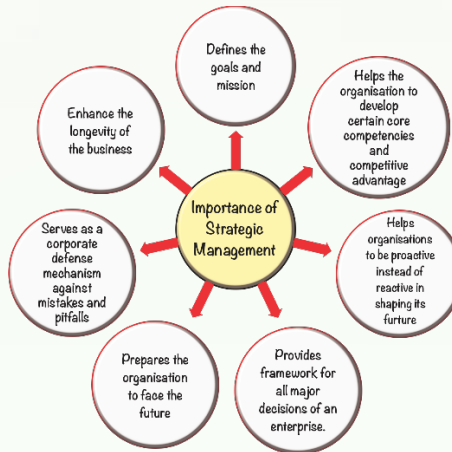 Defines the
goals and
mission
Helps the
organisation to
develop
certain core
competencies
and
competitive
advantage
Helps
organisations
to be proactive
instead of
reactive in
shaping its
furture
Provides
framework for
all major
decisions of an
enterprise.
Prepares the
organisation
to face the
future
Serves as a
corporate
defense
mechanism
against
mistakes and
pitfalls
Enhance the
longevity of
the business
Importance of
Strategic
Management